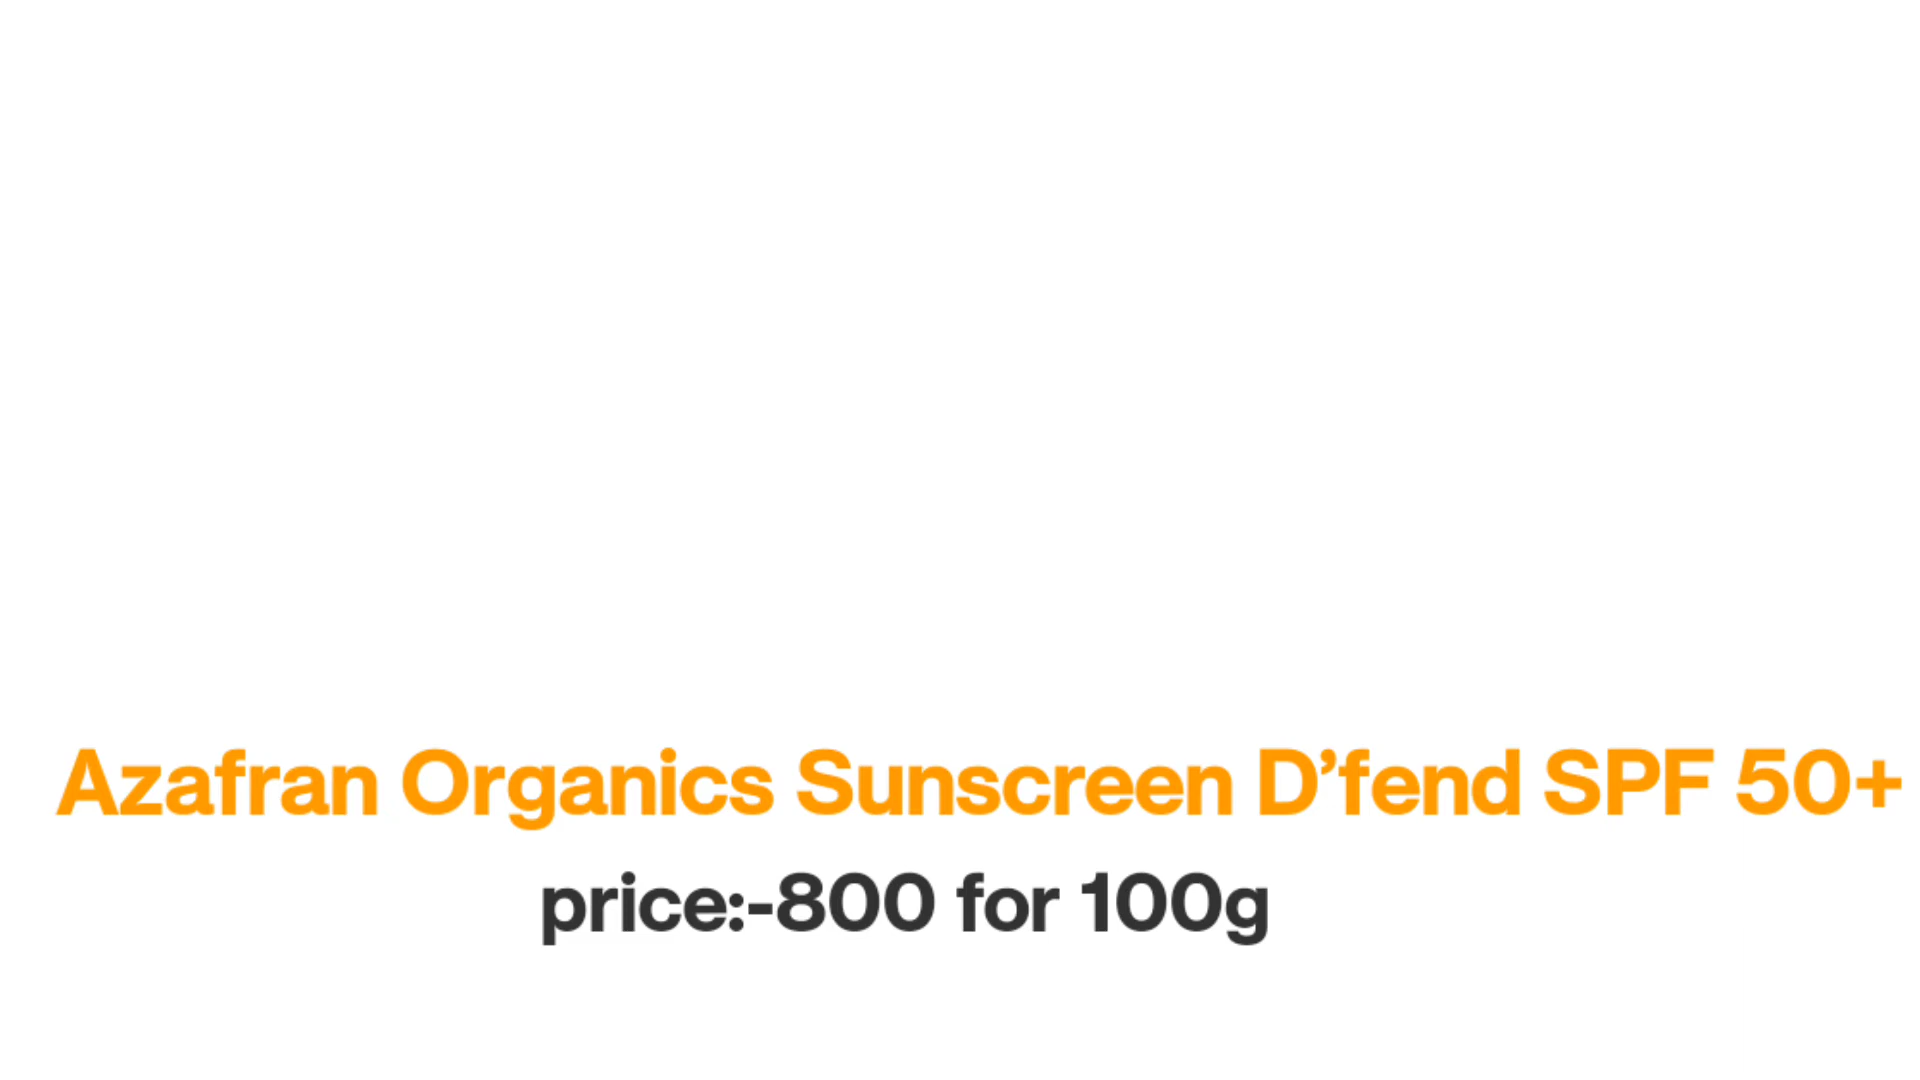 Azafran Organics Sunscreen D’fend SPF 50+
price:-800 for 100g